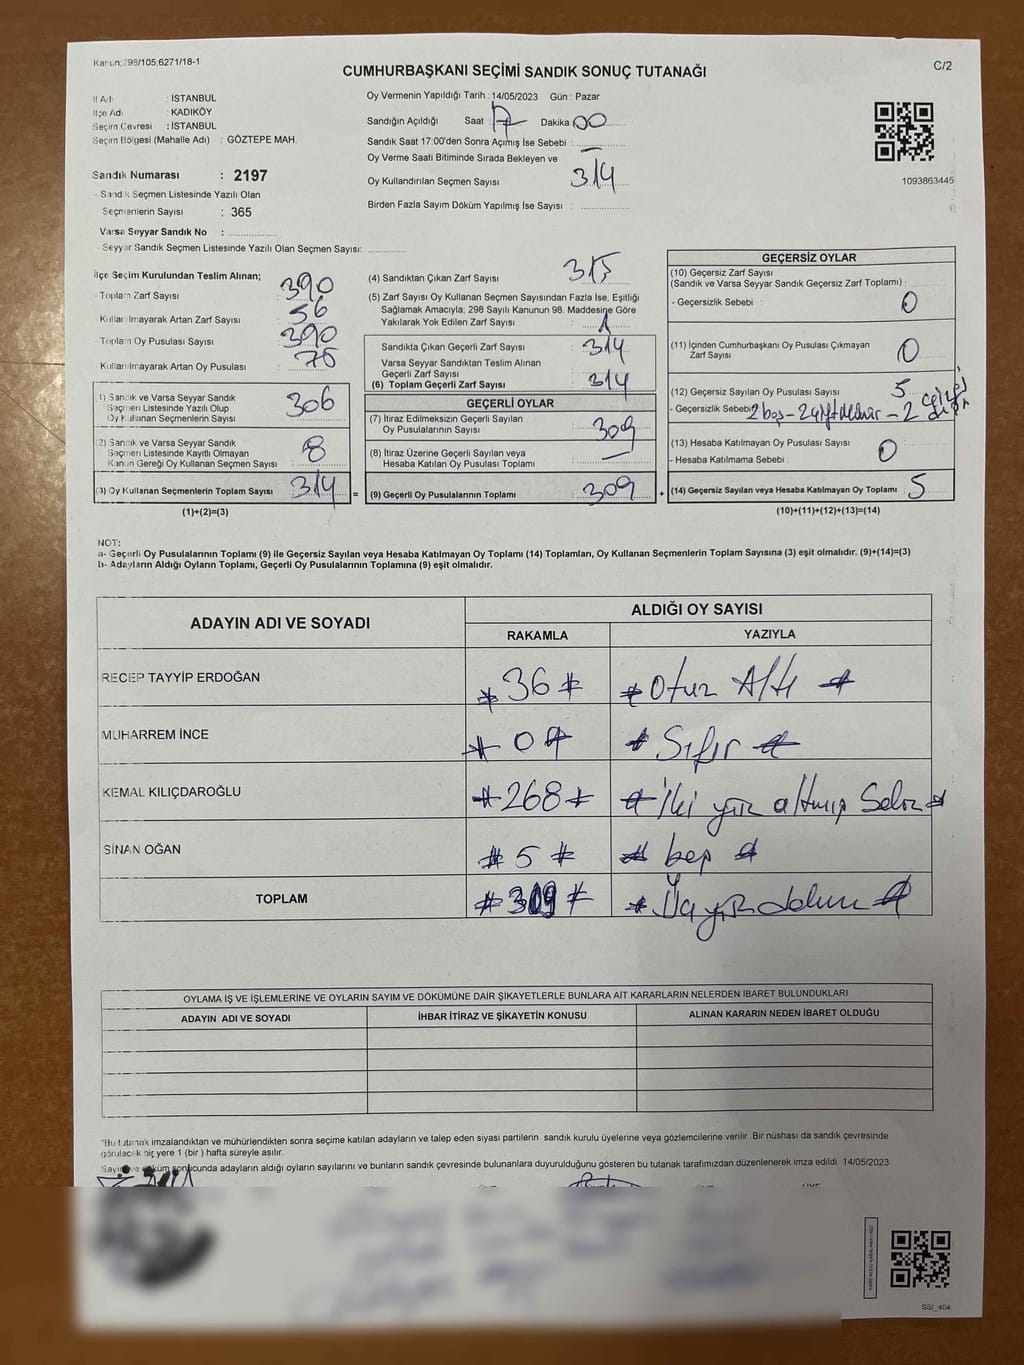 Kanun;298/105;6271/18-1
C/2
CUMHURBAŞKANI SEÇİMİ SANDIK SONUÇ TUTANAĞI
İl Adı : İSTANBUL
İlçe Adı : KADIKÖY
Seçim Çevresi : İSTANBUL
Seçim Bölgesi (Mahalle Adı) : GÖZTEPE MAH.
Sandık Numarası : 2197
- Sandık Seçmen Listesinde Yazılı Olan
Seçmenlerin Sayısı : 365
Varsa Seyyar Sandık No :
- Seyyar Sandık Seçmen Listesinde Yazılı Olan Seçmen Sayısı:
Oy Vermenin Yapıldığı Tarih : 14/05/2023 Gün : Pazar
Sandığın Açıldığı Saat : 17 Dakika 00
Sandık Saat 17:00'den Sonra Açımış İse Sebebi :
Oy Verme Saati Bitiminde Sırada Bekleyen ve
Oy Kullandırılan Seçmen Sayısı : 314
Birden Fazla Sayım Döküm Yapılmış İse Sayısı :
1093863445
İlçe Seçim Kurulundan Teslim Alınan;
- Toplam Zarf Sayısı : 390
Kullanılmayarak Artan Zarf Sayısı : 56
- Toplam Oy Pusulası Sayısı : 390
Kullanılmayarak Artan Oy Pusulası : 76
1) Sandık ve Varsa Seyyar Sandık
Seçmen Listesinde Yazılı Olup
Oy Kullanan Seçmenlerin Sayısı : 306
(2) Sandık ve Varsa Seyyar Sandık
Seçmen Listesinde Kayıtlı Olmayan
Kanun Gereği Oy Kullanan Seçmen Sayısı : 8
(3) Oy Kullanan Seçmenlerin Toplam Sayısı : 314
(1)+(2)=(3)
=
(4) Sandıktan Çıkan Zarf Sayısı : 315
(5) Zarf Sayısı Oy Kullanan Seçmen Sayısından Fazla İse, Eşitliği
Sağlamak Amacıyla; 298 Sayılı Kanunun 98. Maddesine Göre
Yakılarak Yok Edilen Zarf Sayısı : 1
Sandıkta Çıkan Geçerli Zarf Sayısı : 314
Varsa Seyyar Sandıktan Teslim Alınan
Geçerli Zarf Sayısı
(6) Toplam Geçerli Zarf Sayısı : 314
GEÇERLİ OYLAR
(7) İtiraz Edilmeksizin Geçerli Sayılan
Oy Pusulalarının Sayısı : 309
(8) İtiraz Üzerine Geçerli Sayılan veya
Hesaba Katılan Oy Pusulası Toplamı : —
(9) Geçerli Oy Pusulalarının Toplamı : 309
+
GEÇERSİZ OYLAR
(10) Geçersiz Zarf Sayısı
(Sandık ve Varsa Seyyar Sandık Geçersiz Zarf Toplamı) :
- Geçersizlik Sebebi : 0
(11) İçinden Cumhurbaşkanı Oy Pusulası Çıkmayan
Zarf Sayısı : 0
(12) Geçersiz Sayılan Oy Pusulası Sayısı : 5
- Geçersizlik Sebebi: 2 boş - 2
(13) Hesaba Katılmayan Oy Pusulası Sayısı : 0
- Hesaba Katılmama Sebebi :
(14) Geçersiz Sayılan veya Hesaba Katılmayan Oy Toplamı : 5
(10)+(11)+(12)+(13)=(14)
NOT:
a- Geçerli Oy Pusulalarının Toplamı (9) ile Geçersiz Sayılan veya Hesaba Katılmayan Oy Toplamı (14) Toplamları, Oy Kullanan Seçmenlerin Toplam Sayısına (3) eşit olmalıdır. (9)+(14)=(3)
b- Adayların Aldığı Oyların Toplamı, Geçerli Oy Pusulalarının Toplamına (9) eşit olmalıdır.
ADAYIN ADI VE SOYADI
ALDIĞI OY SAYISI
RAKAMLA YAZIYLA
RECEP TAYYİP ERDOĞAN # 36 # # Otuz Altı #
MUHARREM İNCE # 0 # # Sıfır #
KEMAL KILIÇDAROĞLU # 268 # # İki yüz altmış Sekiz #
SİNAN OĞAN # 5 # # beş #
TOPLAM # 309 # # Üçyüzdokuz #
OYLAMA İŞ VE İŞLEMLERİNE VE OYLARIN SAYIM VE DÖKÜMÜNE DAİR ŞİKAYETLERLE BUNLARA AİT KARARLARIN NELERDEN İBARET BULUNDUKLARI
ADAYIN ADI VE SOYADI İHBAR İTİRAZ VE ŞİKAYETİN KONUSU ALINAN KARARIN NEDEN İBARET OLDUĞU
*Bu tutanak imzalandıktan ve mühürlendikten sonra seçime katılan adayların ve talep eden siyasi partilerin sandık kurulu üyelerine veya gözlemcilerine verilir. Bir nüshası da sandık çevresinde
görülecek bir yere 1 (bir ) hafta süreyle asılır.
Sayım ve döküm sonucunda adayların aldığı oyların sayılarını ve bunların sandık çevresinde bulunanlara duyurulduğunu gösteren bu tutanak tarafımızdan düzenlenerek imza edildi. 14/05/2023
SSI_404